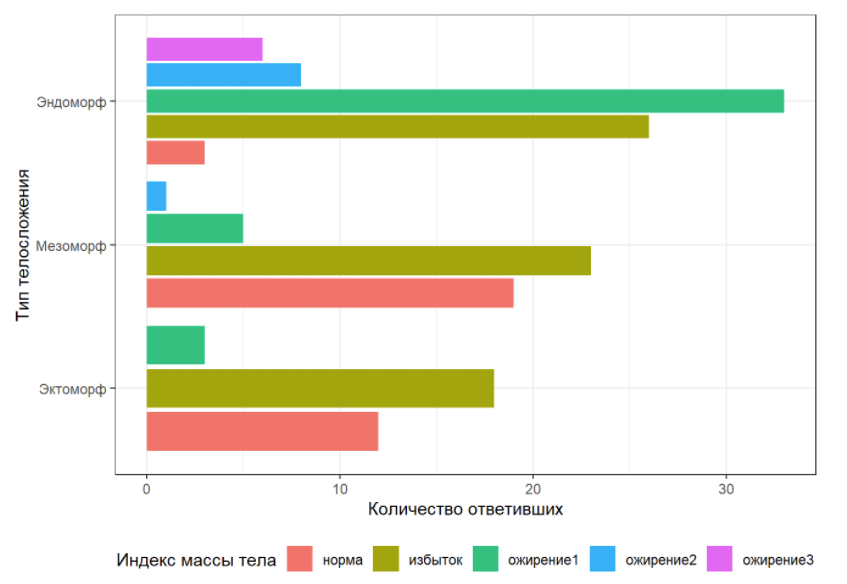 Тип телосложения
Эндоморф
Мезоморф
Эктоморф
0 10 20 30
Количество ответивших
Индекс массы тела норма избыток ожирение1 ожирение2 ожирение3